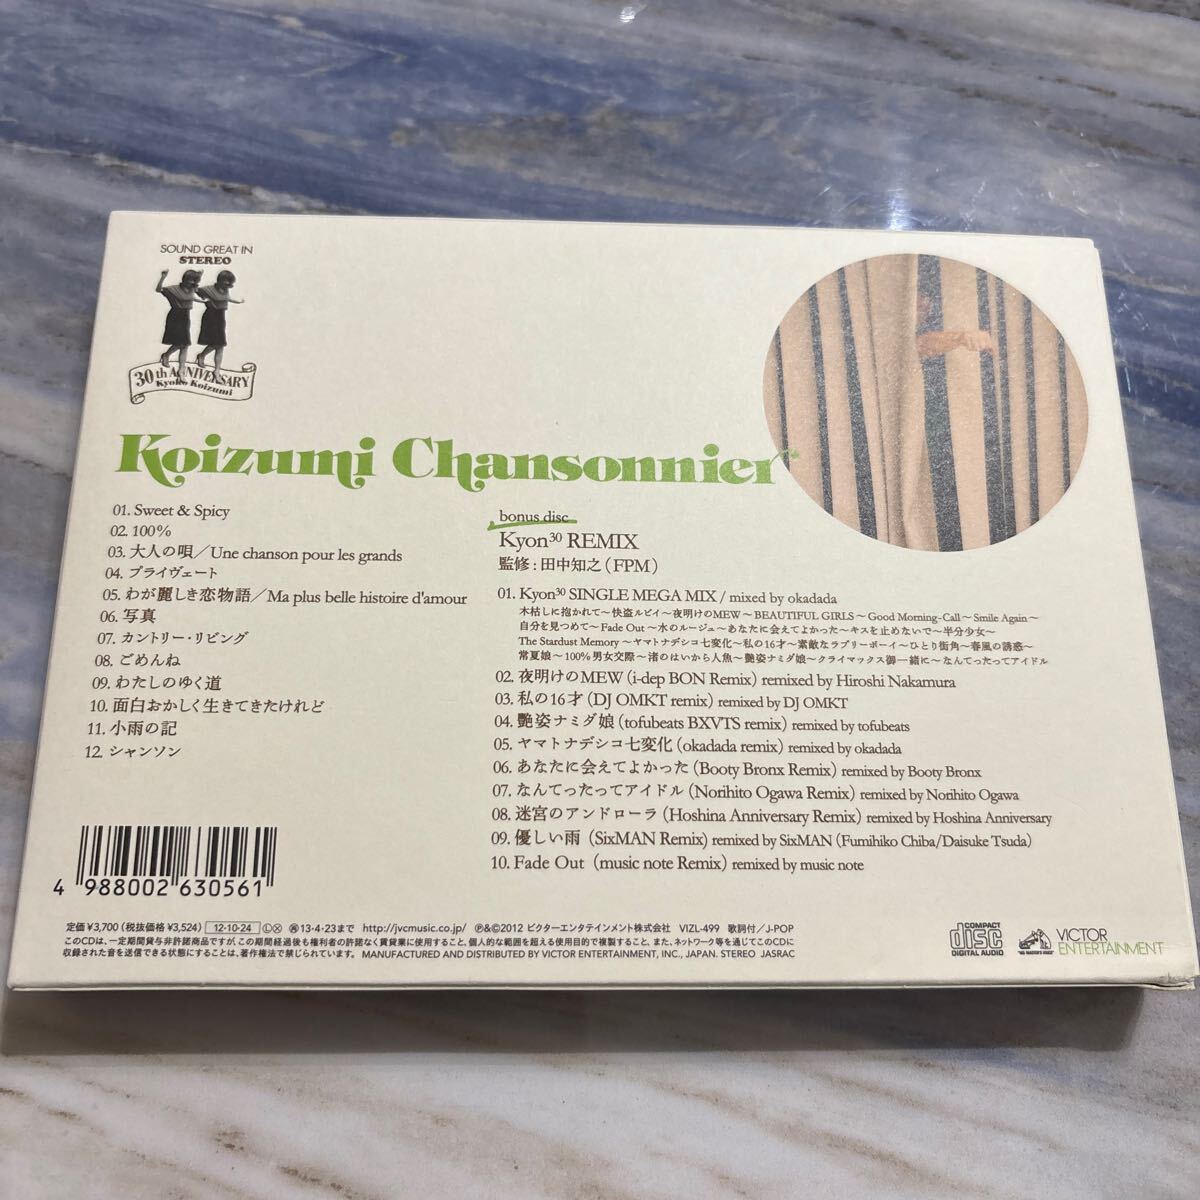 SOUND GREAT IN
STEREO
30th ANNIVERSARY
Kyoko Koizumi
Koizumi Chansonnier
01. Sweet & Spicy
02. 100%
03. 大人の唄／Une chanson pour les grands
04. プライヴェート
05. わが麗しき恋物語／Ma plus belle histoire d'amour
06. 写真
07. カントリー・リビング
08. ごめんね
09. わたしのゆく道
10. 面白おかしく生きてきたけれど
11. 小雨の記
12. シャンソン
bonus disc
Kyon³⁰ REMIX
監修：田中知之（FPM）
01. Kyon³⁰ SINGLE MEGA MIX / mixed by okadada
木枯しに抱かれて～快盗ルビイ～夜明けのMEW～BEAUTIFUL GIRLS～Good Morning-Call～Smile Again～
自分を見つめて～Fade Out～水のルージュ～あなたに会えてよかった～キスを止めないで～半分少女～
The Stardust Memory～ヤマトナデシコ七変化～私の16才～素敵なラブリーボーイ～ひとり街角～春風の誘惑～
常夏娘～100%男女交際～渚のはいから人魚～艶姿ナミダ娘～クライマックス御一緒に～なんてったってアイドル
02. 夜明けのMEW (i-dep BON Remix) remixed by Hiroshi Nakamura
03. 私の16才 (DJ OMKT remix) remixed by DJ OMKT
04. 艶姿ナミダ娘 (tofubeats BXVTS remix) remixed by tofubeats
05. ヤマトナデシコ七変化 (okadada remix) remixed by okadada
06. あなたに会えてよかった (Booty Bronx Remix) remixed by Booty Bronx
07. なんてったってアイドル (Norihito Ogawa Remix) remixed by Norihito Ogawa
08. 迷宮のアンドローラ (Hoshina Anniversary Remix) remixed by Hoshina Anniversary
09. 優しい雨 (SixMAN Remix) remixed by SixMAN (Fumihiko Chiba/Daisuke Tsuda)
10. Fade Out (music note Remix) remixed by music note
4 988002 630561
定価¥3,700（税抜価格¥3,524） 12･10･24 Ⓛ Ⓧ 再13･4･23まで http://jvcmusic.co.jp/ ℗&©2012 ビクターエンタテインメント株式会社 VIZL-499 歌詞付／J-POP
このCDは、一定期間貸与非許諾商品ですが、この期間経過後も権利者の許諾なく賃貸業に使用すること、個人的な範囲を超える使用目的で複製すること、また、ネットワーク等を通じてこのCDに
収録された音を送信できる状態にすることは、著作権法で禁じられています。 MANUFACTURED AND DISTRIBUTED BY VICTOR ENTERTAINMENT, INC., JAPAN. STEREO JASRAC
COMPACT
disc
DIGITAL AUDIO
"HIS MASTER'S VOICE"
VICTOR
ENTERTAINMENT